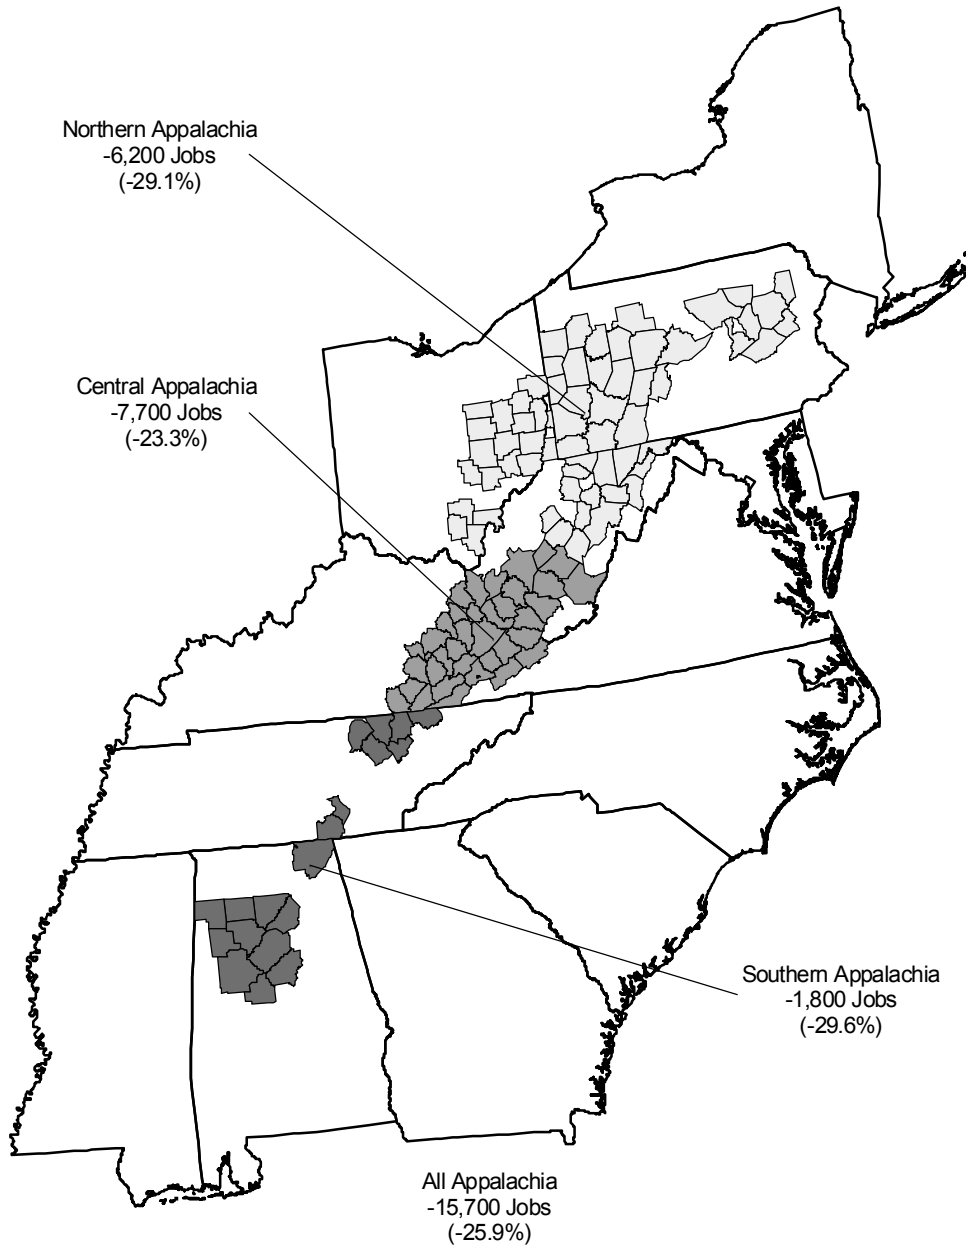 Northern Appalachia
-6,200 Jobs
(-29.1%)
Central Appalachia
-7,700 Jobs
(-23.3%)
Southern Appalachia
-1,800 Jobs
(-29.6%)
All Appalachia
-15,700 Jobs
(-25.9%)